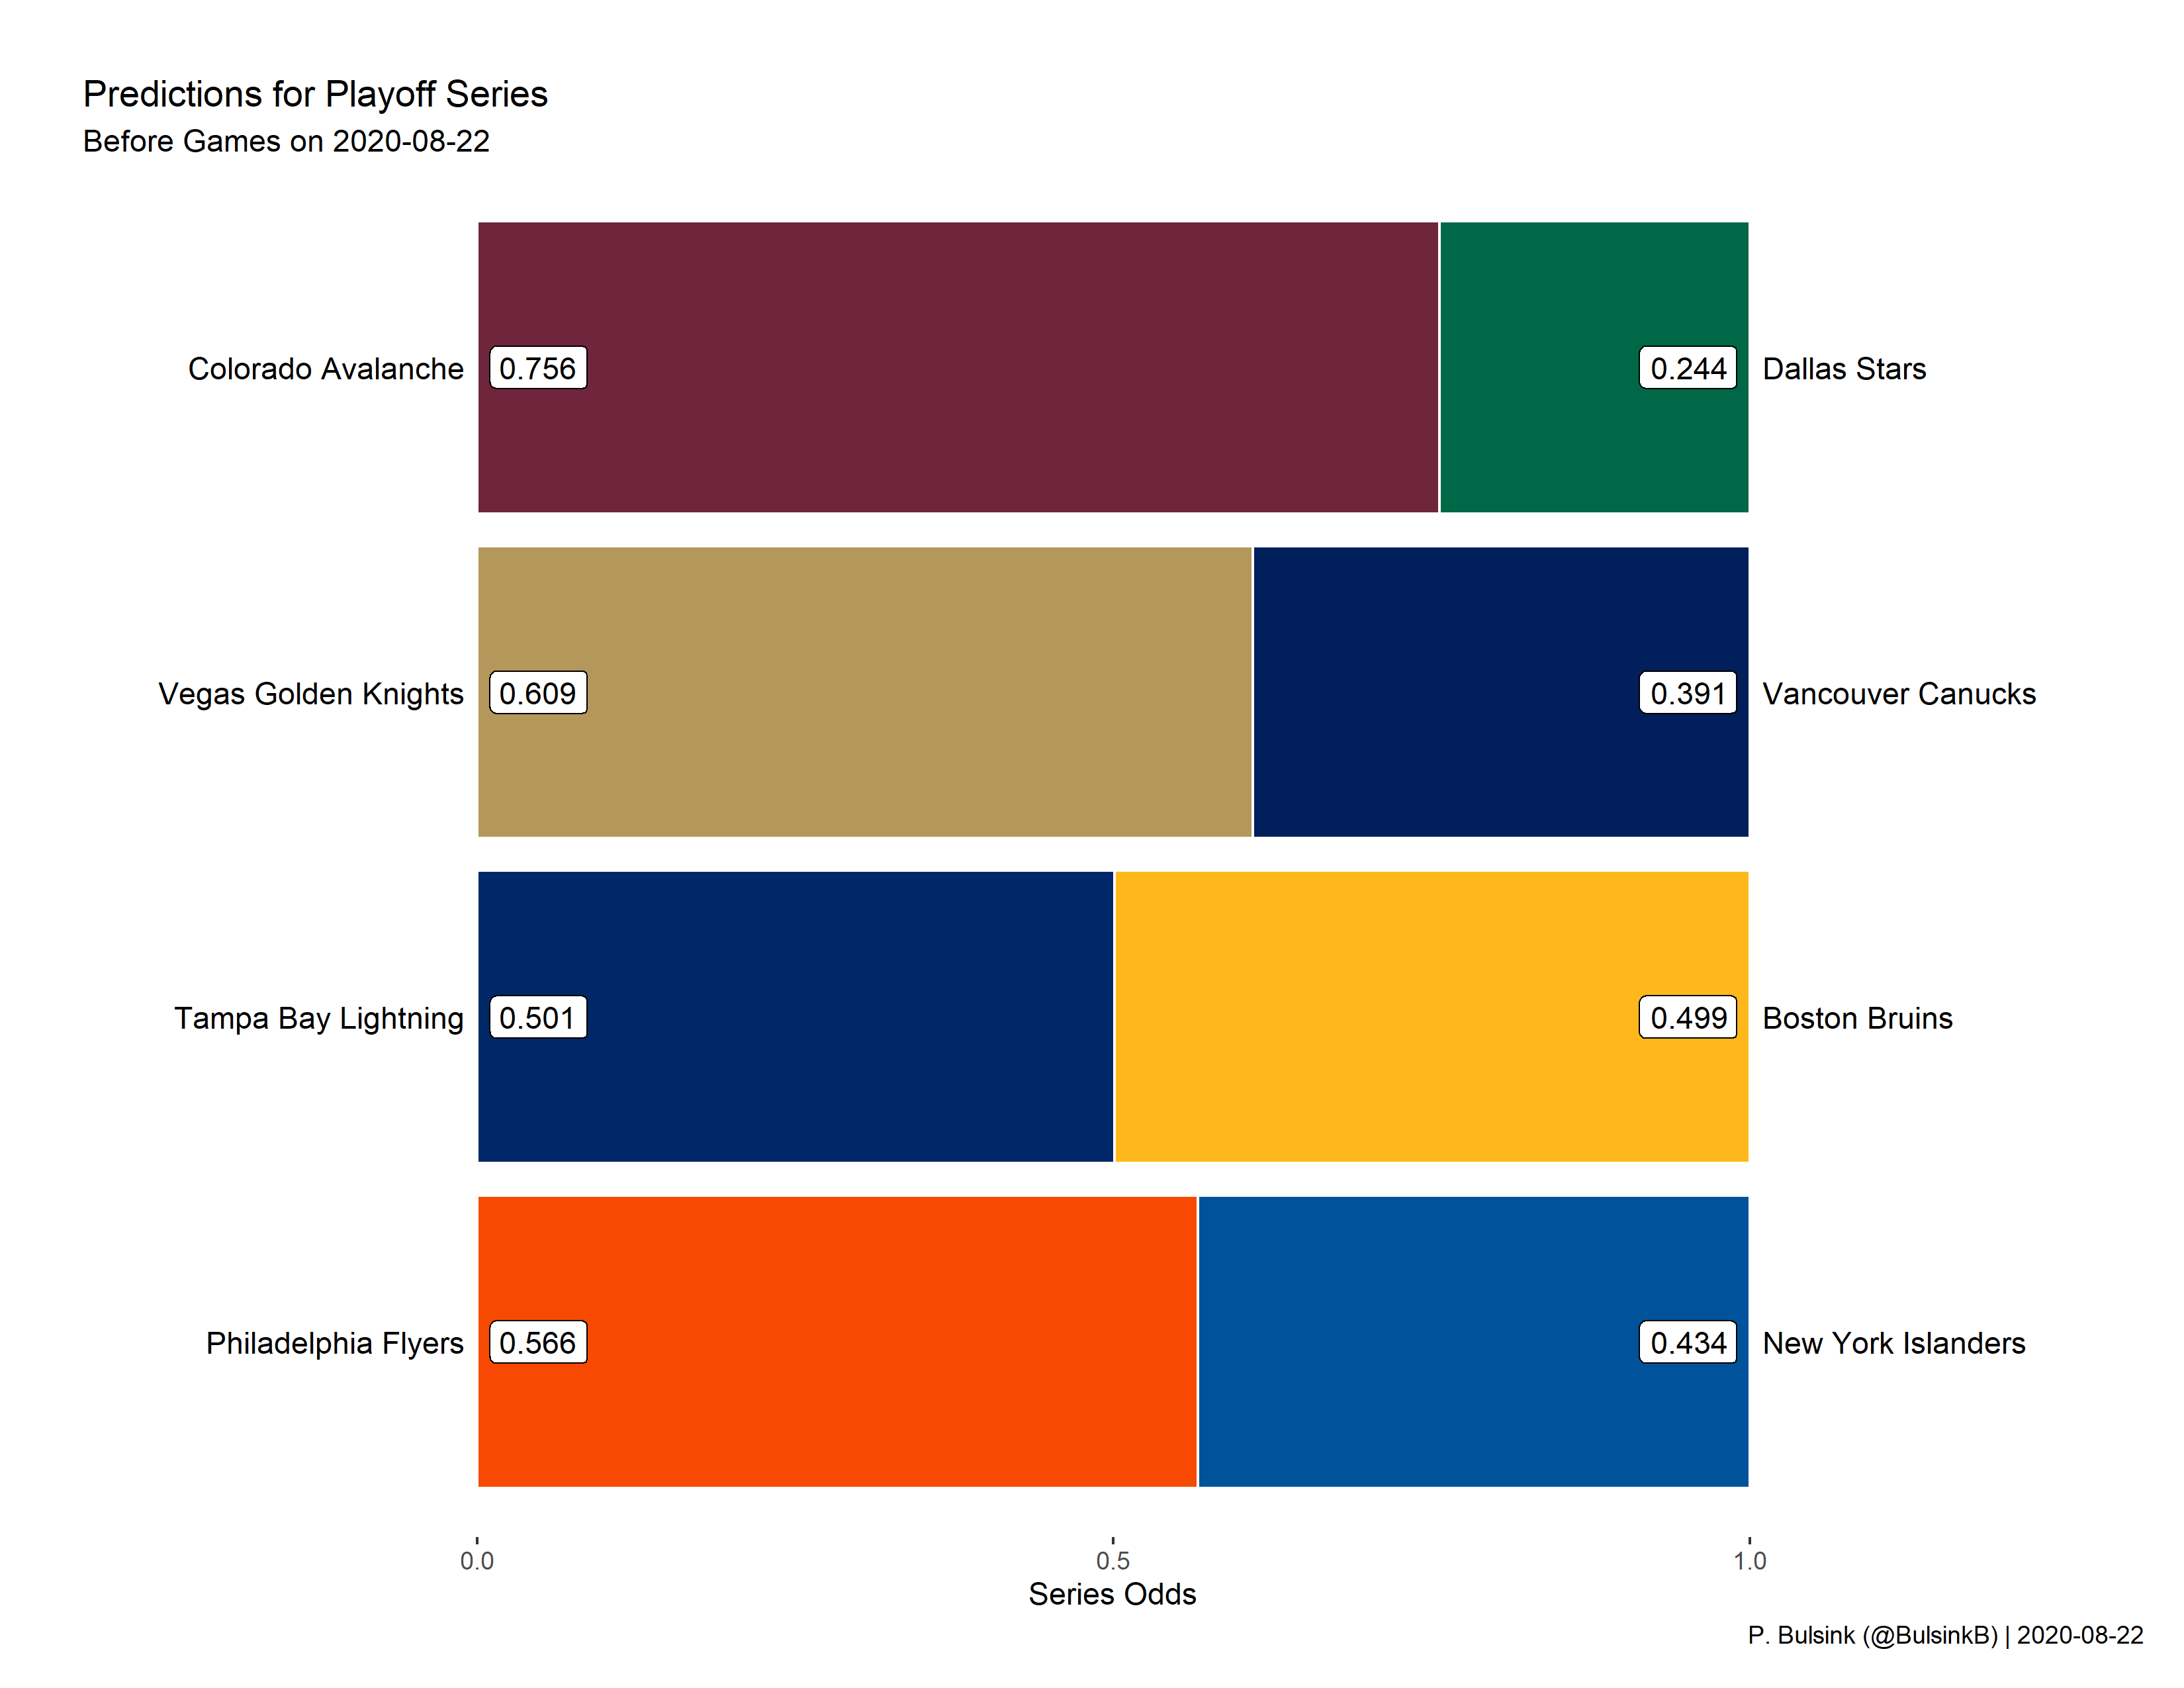 Predictions for Playoff Series
Before Games on 2020-08-22
Colorado Avalanche 0.756 0.244 Dallas Stars
Vegas Golden Knights 0.609 0.391 Vancouver Canucks
Tampa Bay Lightning 0.501 0.499 Boston Bruins
Philadelphia Flyers 0.566 0.434 New York Islanders
0.0 0.5 1.0
Series Odds
P. Bulsink (@BulsinkB) | 2020-08-22